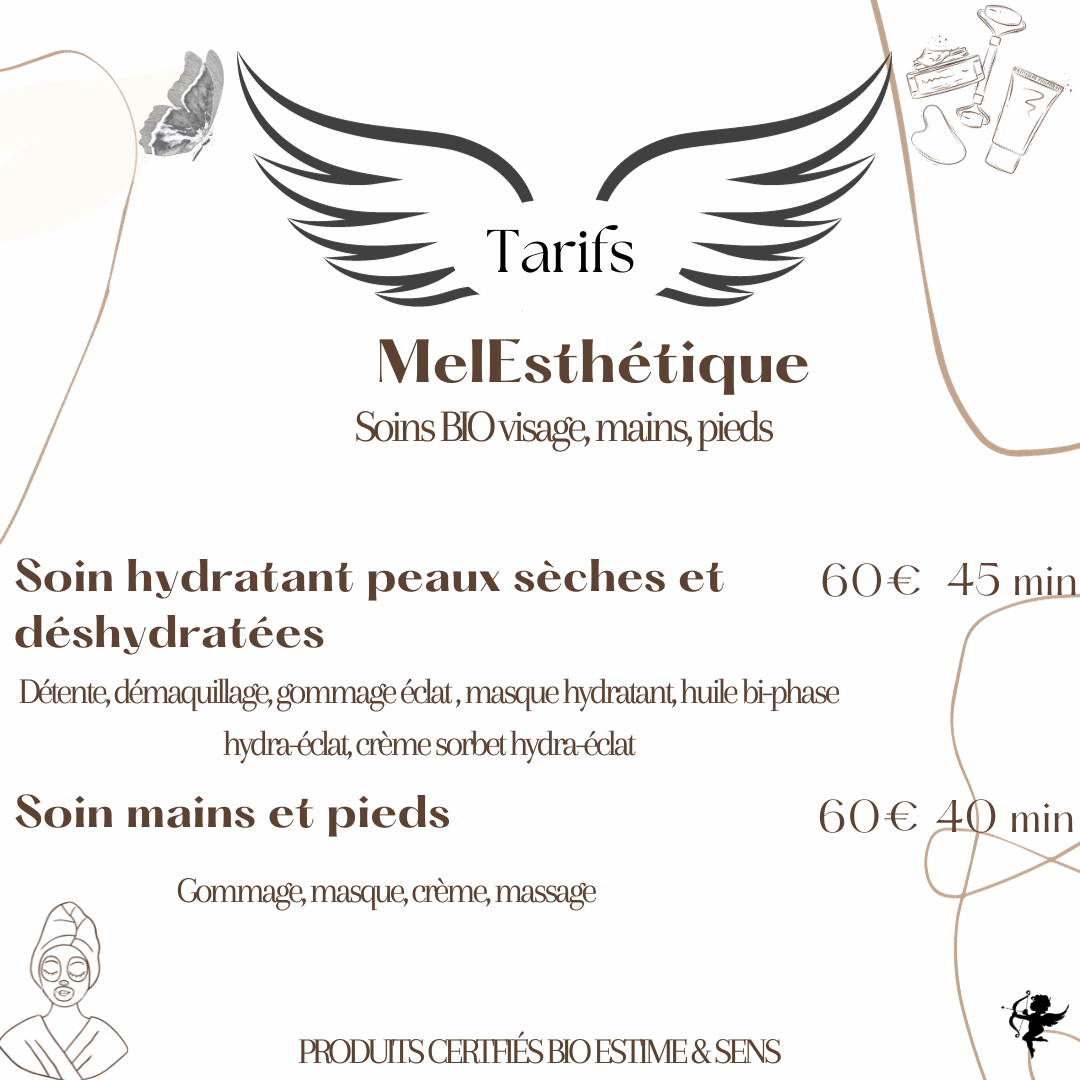 Tarifs
MelEsthétique
Soins BIO visage, mains, pieds
Soin hydratant peaux sèches et 60€ 45 min
déshydratées
Détente, démaquillage, gommage éclat , masque hydratant, huile bi-phase
hydra-éclat, crème sorbet hydra-éclat
Soin mains et pieds 60€ 40 min
Gommage, masque, crème, massage
PRODUITS CERTIFIÉS BIO ESTIME & SENS